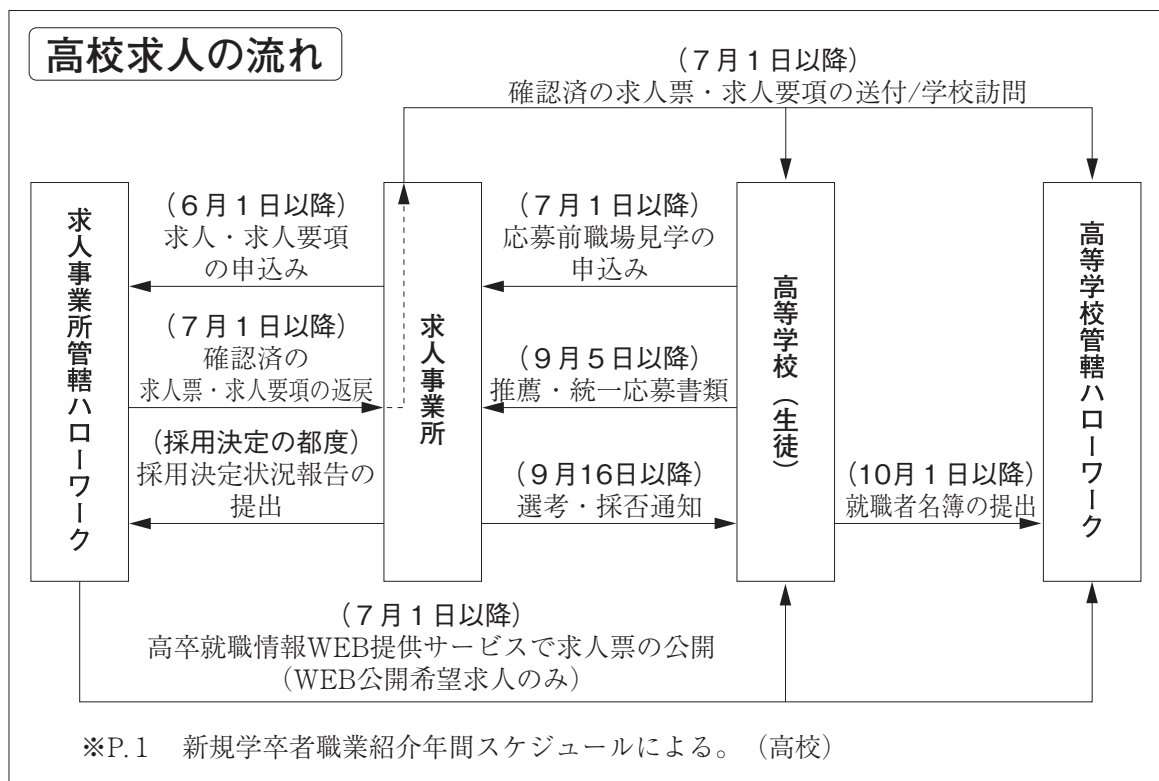 高校求人の流れ
(7月1日以降)
確認済の求人票・求人要項の送付/学校訪問
求人事業所管轄ハローワーク
(6月1日以降)
求人・求人要項
の申込み
(7月1日以降)
確認済の
求人票・求人要項の返戻
(採用決定の都度)
採用決定状況報告の
提出
求人事業所
(7月1日以降)
応募前職場見学の
申込み
(9月5日以降)
推薦・統一応募書類
(9月16日以降)
選考・採否通知
高等学校(生徒)
(10月1日以降)
就職者名簿の提出
高等学校管轄ハローワーク
(7月1日以降)
高卒就職情報WEB提供サービスで求人票の公開
(WEB公開希望求人のみ)
※P.1 新規学卒者職業紹介年間スケジュールによる。(高校)